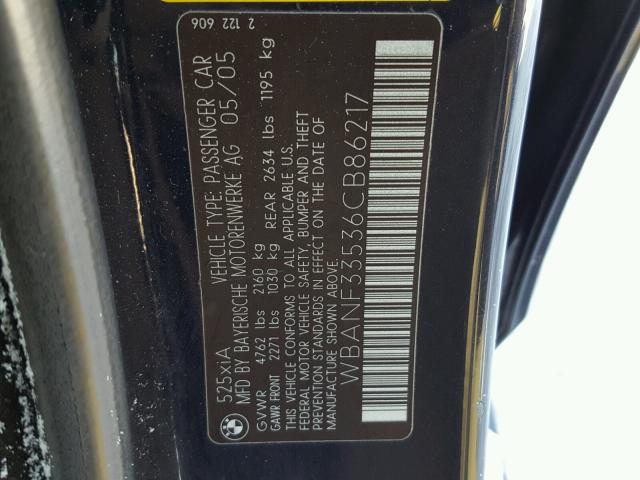 2 122 606
525xiA VEHICLE TYPE: PASSENGER CAR
MFD BY BAYERISCHE MOTORENWERKE AG 05/05
GVWR 4762 lbs 2160 kg
GAWR FRONT 2271 lbs 1030 kg REAR 2634 lbs 1195 kg
THIS VEHICLE CONFORMS TO ALL APPLICABLE U.S.
FEDERAL MOTOR VEHICLE SAFETY, BUMPER AND THEFT
PREVENTION STANDARDS IN EFFECT ON THE DATE OF
MANUFACTURE SHOWN ABOVE.
WBANF33536CB86217